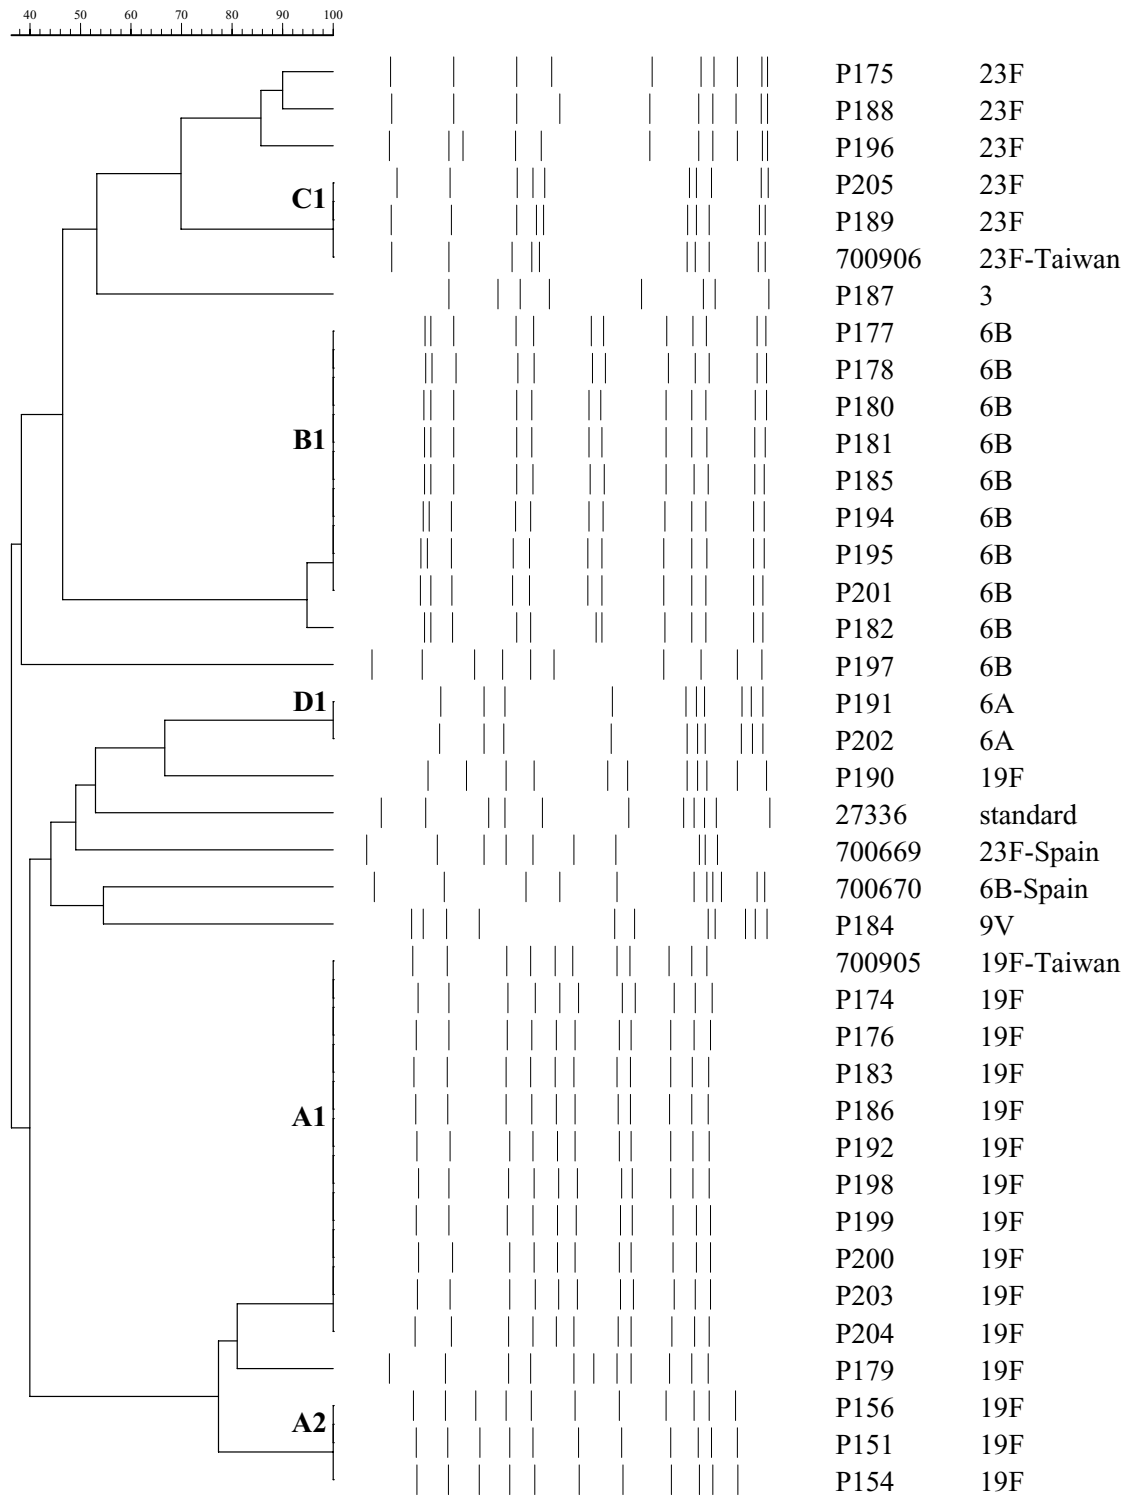 40 50 60 70 80 90 100
P175 23F
P188 23F
P196 23F
P205 23F
C1
P189 23F
700906 23F-Taiwan
P187 3
P177 6B
P178 6B
P180 6B
B1
P181 6B
P185 6B
P194 6B
P195 6B
P201 6B
P182 6B
P197 6B
D1
P191 6A
P202 6A
P190 19F
27336 standard
700669 23F-Spain
700670 6B-Spain
P184 9V
700905 19F-Taiwan
P174 19F
P176 19F
P183 19F
P186 19F
A1
P192 19F
P198 19F
P199 19F
P200 19F
P203 19F
P204 19F
P179 19F
P156 19F
A2
P151 19F
P154 19F